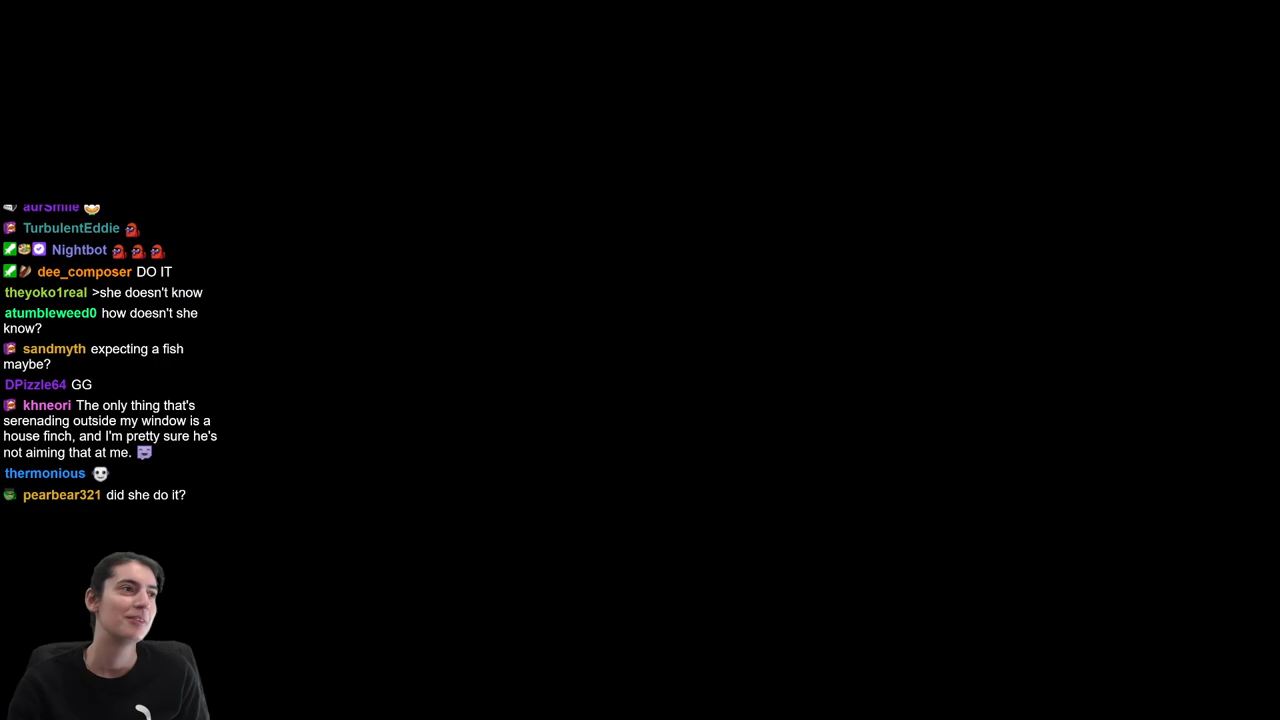 aurSmile
TurbulentEddie
Nightbot
dee_composer DO IT
theyoko1real >she doesn't know
atumbleweed0 how doesn't she
know?
sandmyth expecting a fish
maybe?
DPizzle64 GG
khneori The only thing that's
serenading outside my window is a
house finch, and I'm pretty sure he's
not aiming that at me.
thermonious
pearbear321 did she do it?